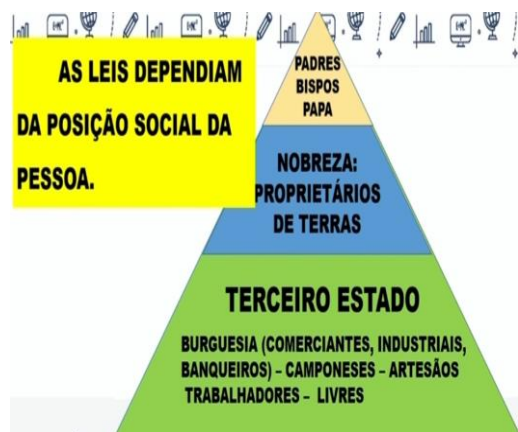 AS LEIS DEPENDIAM
DA POSIÇÃO SOCIAL DA
PESSOA.
PADRES
BISPOS
PAPA
NOBREZA:
PROPRIETÁRIOS
DE TERRAS
TERCEIRO ESTADO
BURGUESIA (COMERCIANTES, INDUSTRIAIS,
BANQUEIROS) – CAMPONESES – ARTESÃOS
TRABALHADORES – LIVRES